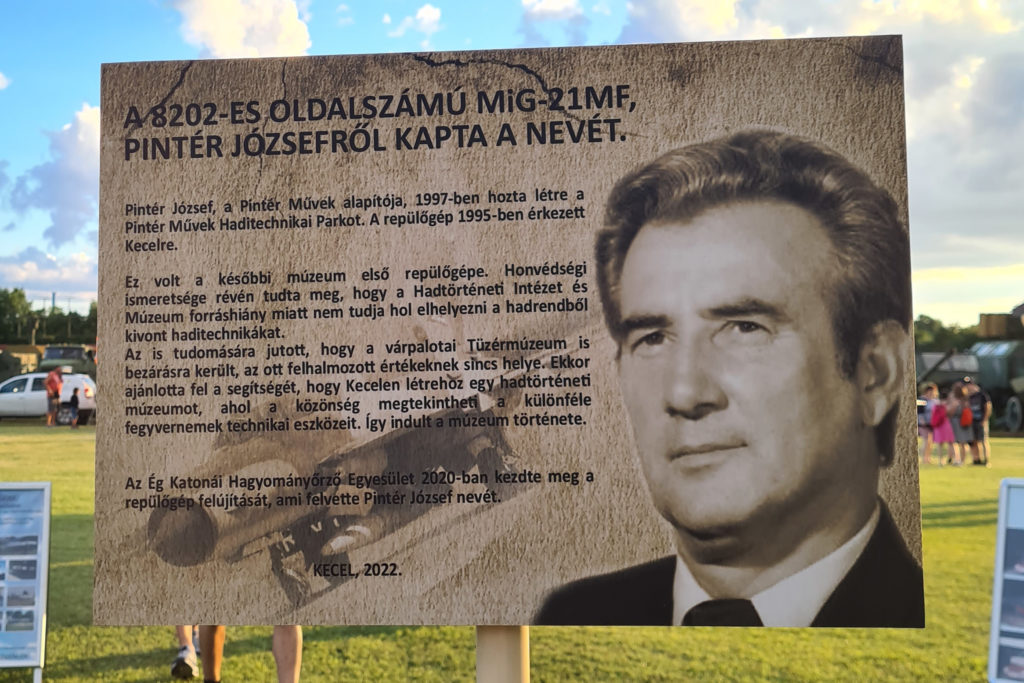 A 8202-ES OLDALSZÁMÚ MiG-21MF,
PINTÉR JÓZSEFRŐL KAPTA A NEVÉT.
Pintér József, a Pintér Művek alapítója, 1997-ben hozta létre a
Pintér Művek Haditechnikai Parkot. A repülőgép 1995-ben érkezett
Kecelre.
Ez volt a későbbi múzeum első repülőgépe. Honvédségi
ismeretsége révén tudta meg, hogy a Hadtörténeti Intézet és
Múzeum forráshiány miatt nem tudja hol elhelyezni a hadrendből
kivont haditechnikákat.
Az is tudomására jutott, hogy a várpalotai Tüzérmúzeum is
bezárásra került, az ott felhalmozott értékeknek sincs helye. Ekkor
ajánlotta fel a segítségét, hogy Kecelen létrehoz egy hadtörténeti
múzeumot, ahol a közönség megtekintheti a különféle
fegyvernemek technikai eszközeit. Így indult a múzeum története.
Az Ég Katonái Hagyományőrző Egyesület 2020-ban kezdte meg a
repülőgép felújítását, ami felvette Pintér József nevét.
KECEL, 2022.